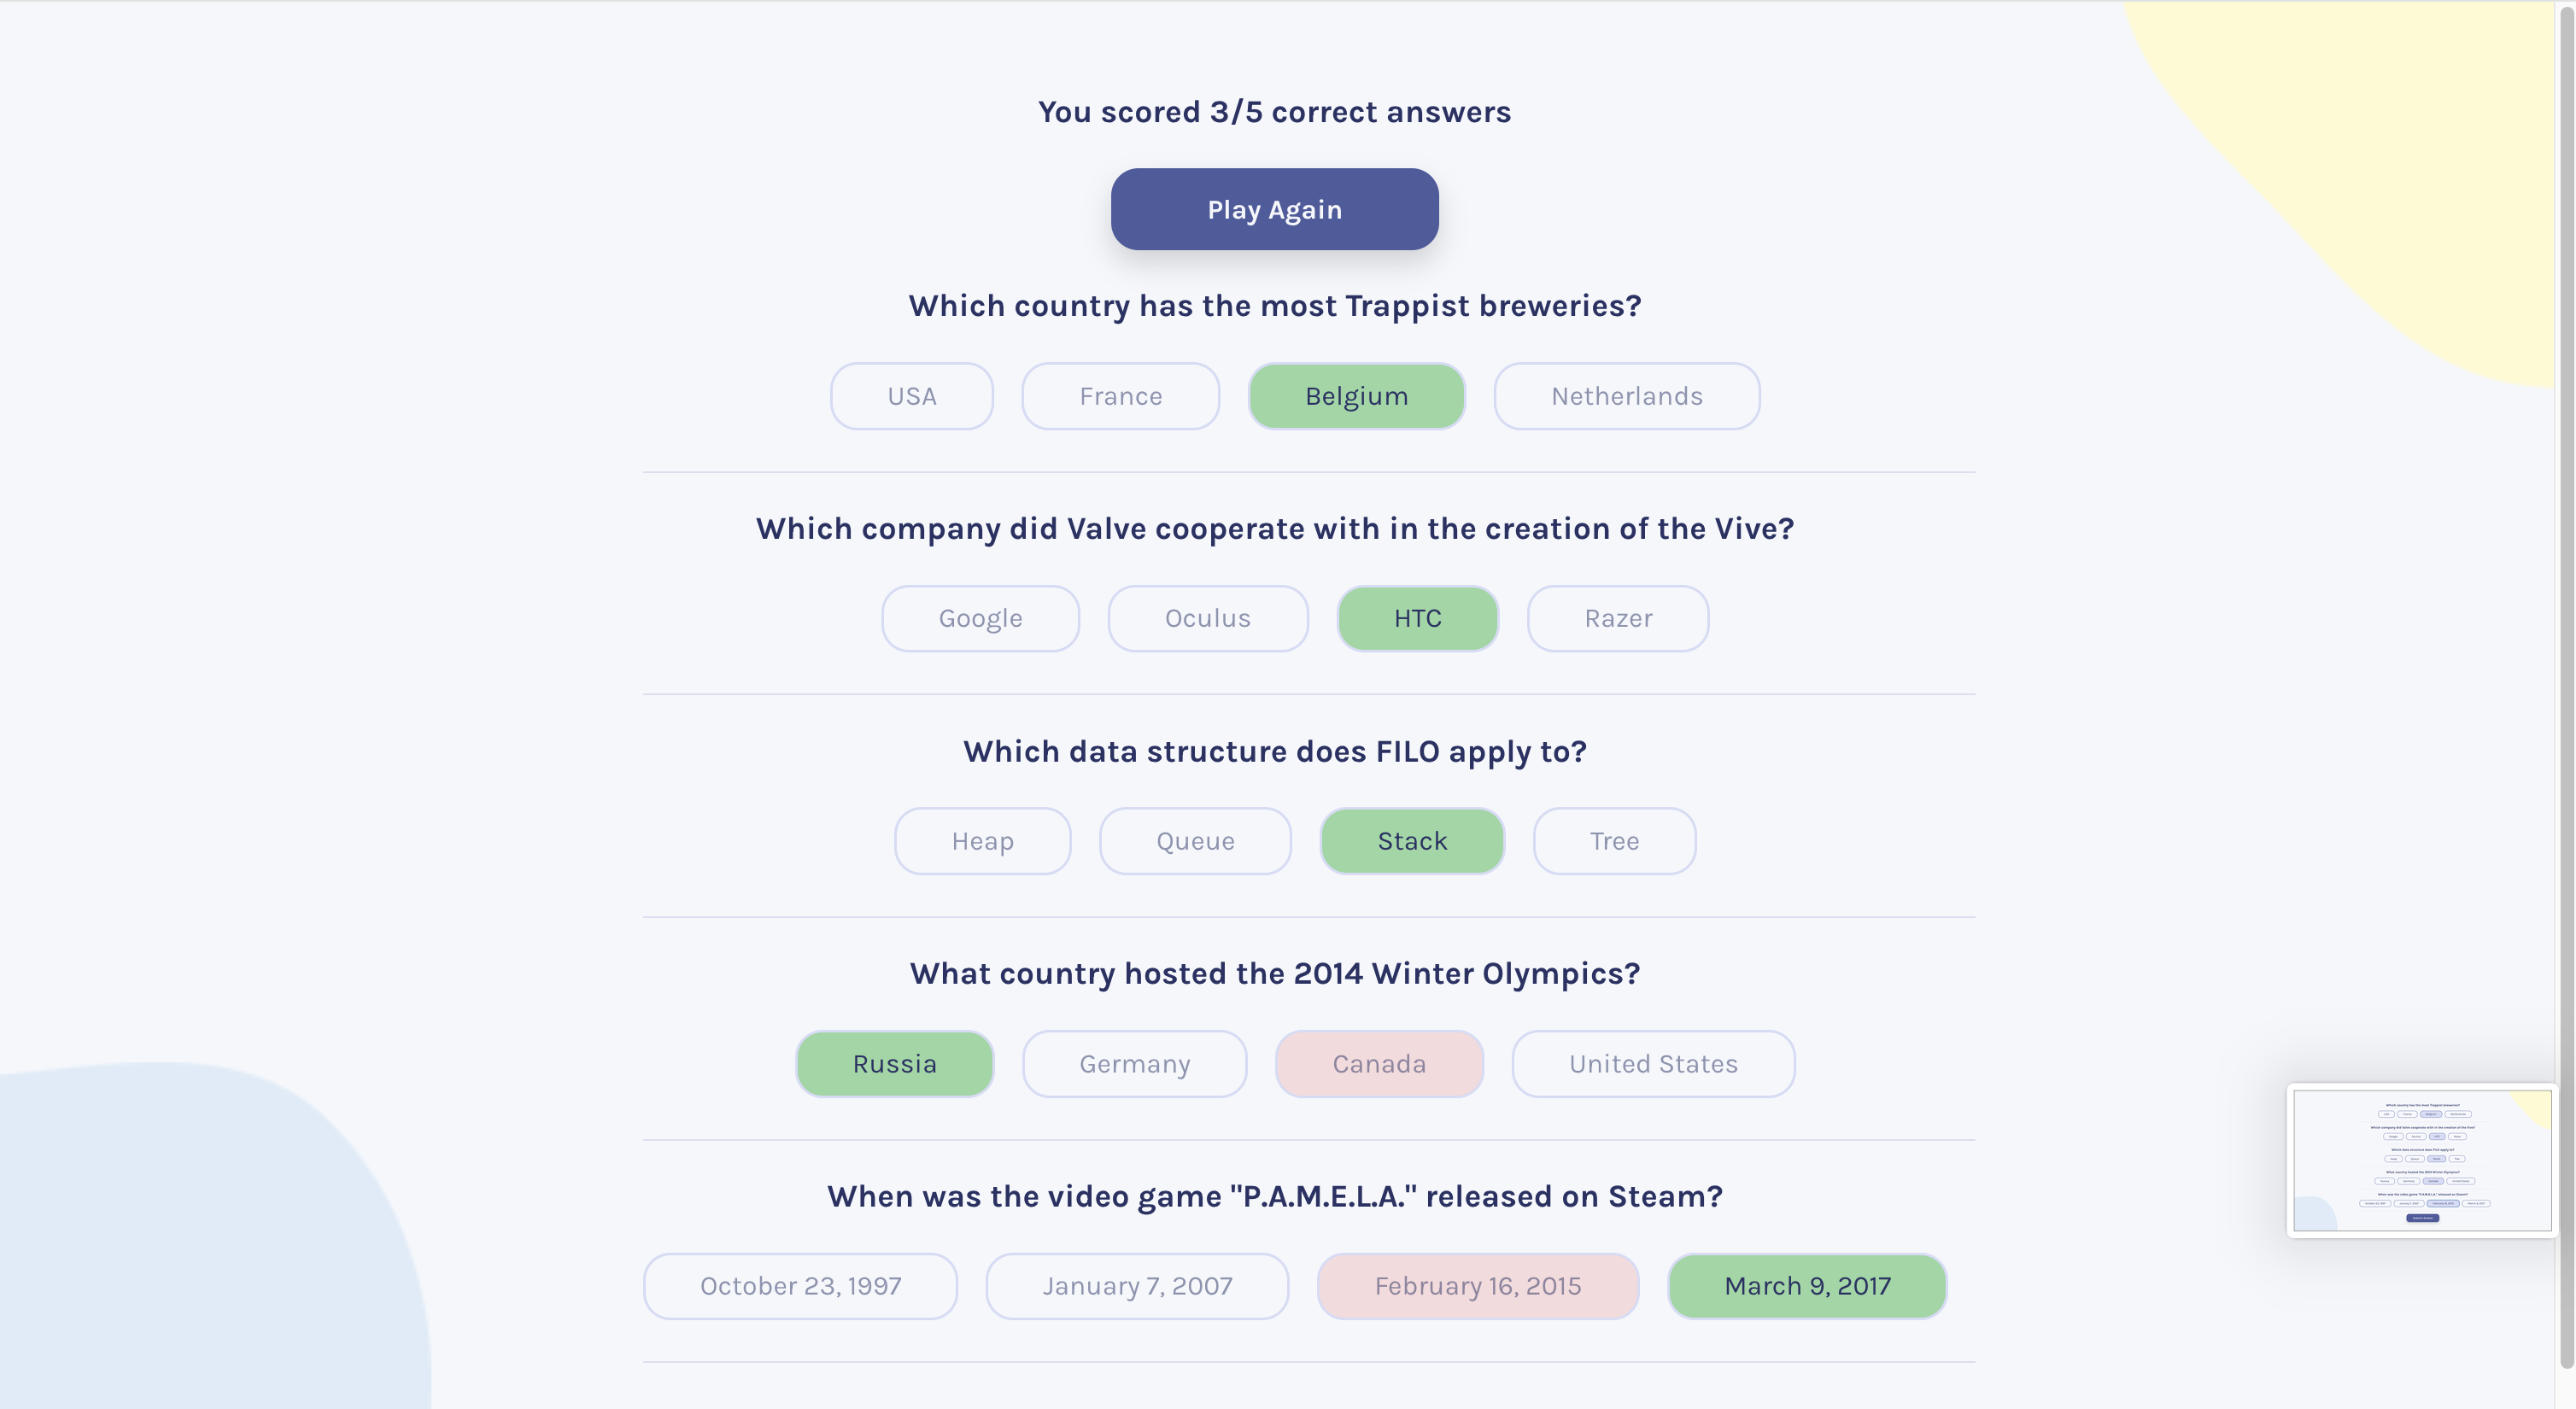 You scored 3/5 correct answers
Play Again
Which country has the most Trappist breweries?
USA France Belgium Netherlands
Which company did Valve cooperate with in the creation of the Vive?
Google Oculus HTC Razer
Which data structure does FILO apply to?
Heap Queue Stack Tree
What country hosted the 2014 Winter Olympics?
Russia Germany Canada United States
When was the video game "P.A.M.E.L.A." released on Steam?
October 23, 1997 January 7, 2007 February 16, 2015 March 9, 2017